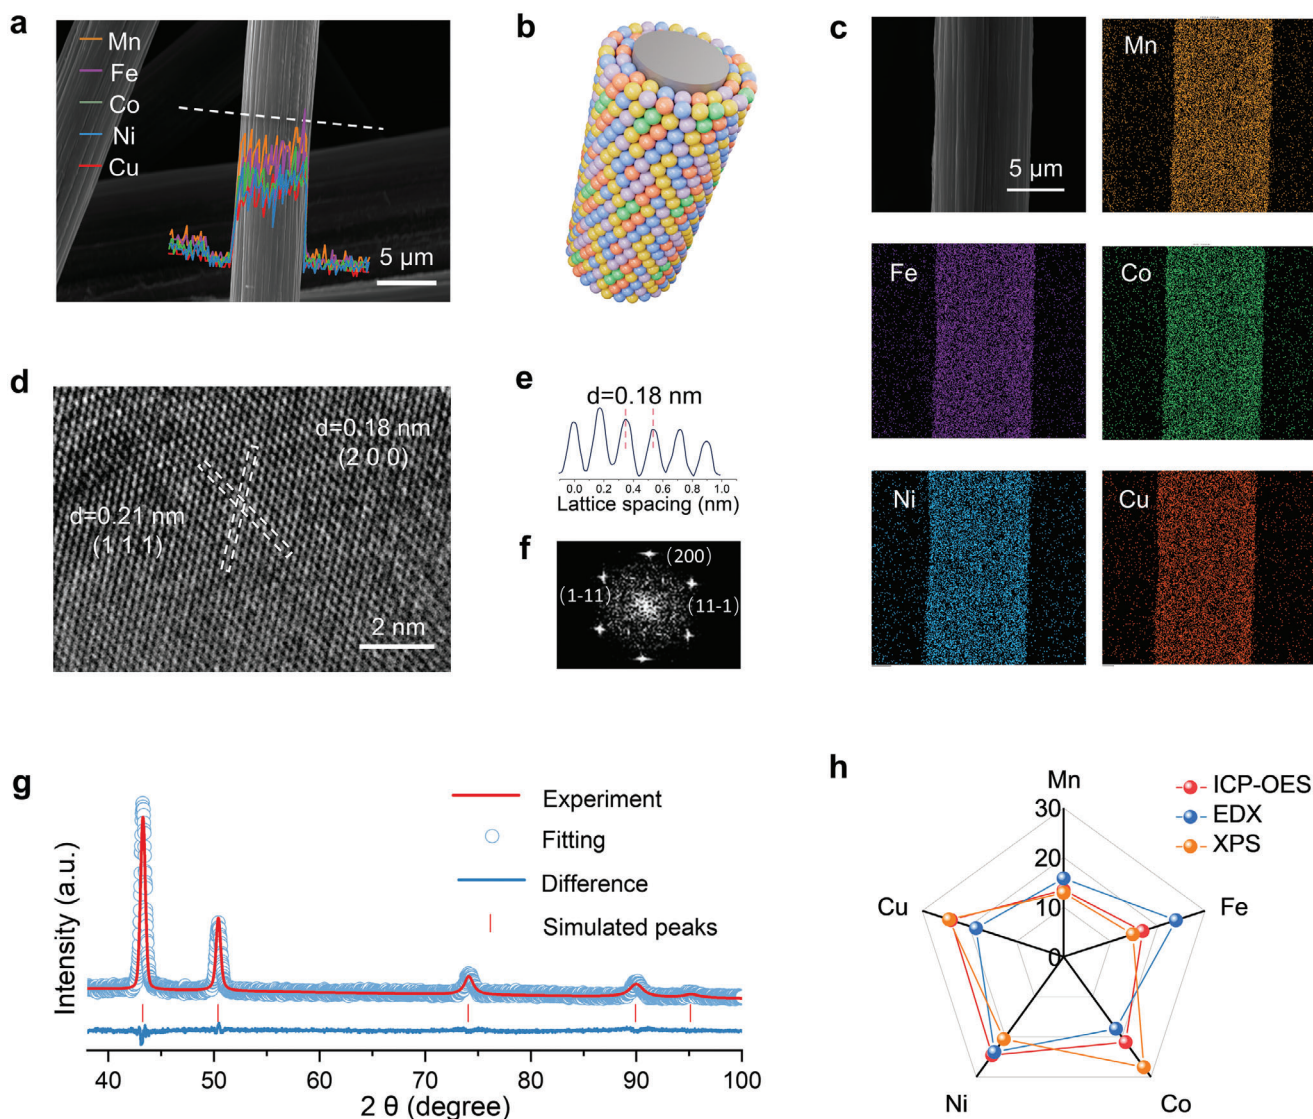 a
Mn
Fe
Co
Ni
Cu
5 µm
b
c
5 µm
Mn
Fe
Co
Ni
Cu
d
d=0.18 nm
(2 0 0)
d=0.21 nm
(1 1 1)
2 nm
e
d=0.18 nm
0.0 0.2 0.4 0.6 0.8 1.0
Lattice spacing (nm)
f
(200)
(1-11)
(11-1)
g
Experiment
Fitting
Difference
Simulated peaks
Intensity (a.u.)
40 50 60 70 80 90 100
2 θ (degree)
h
Mn
30
20
10
0
ICP-OES
EDX
XPS
Cu
Fe
Ni
Co